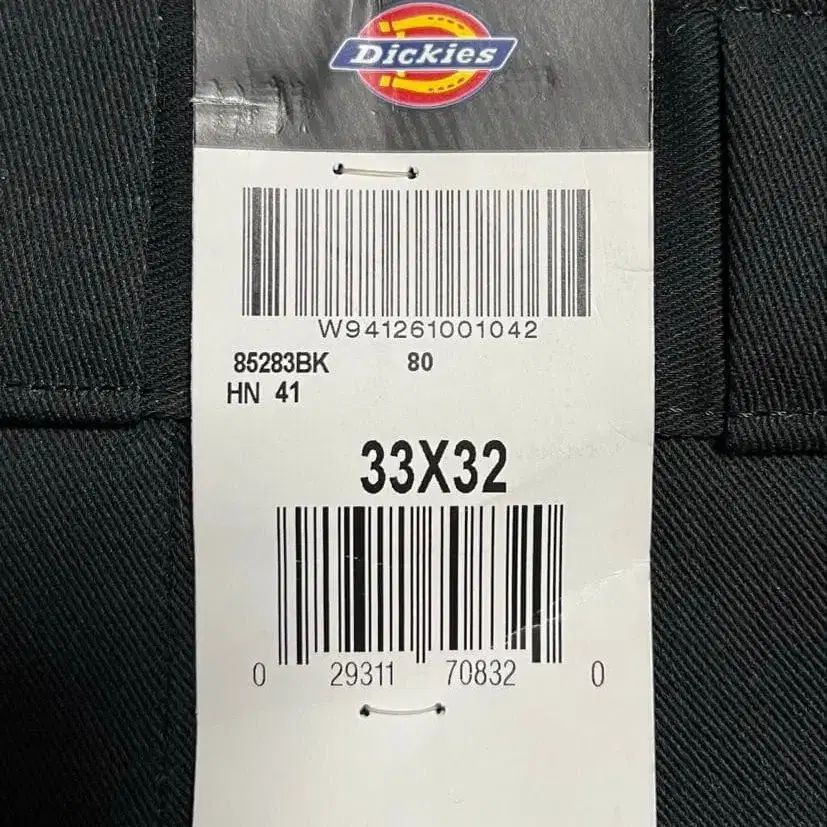 Dickies
W941261001042
85283BK 80
HN 41
33X32
0 29311 70832 0